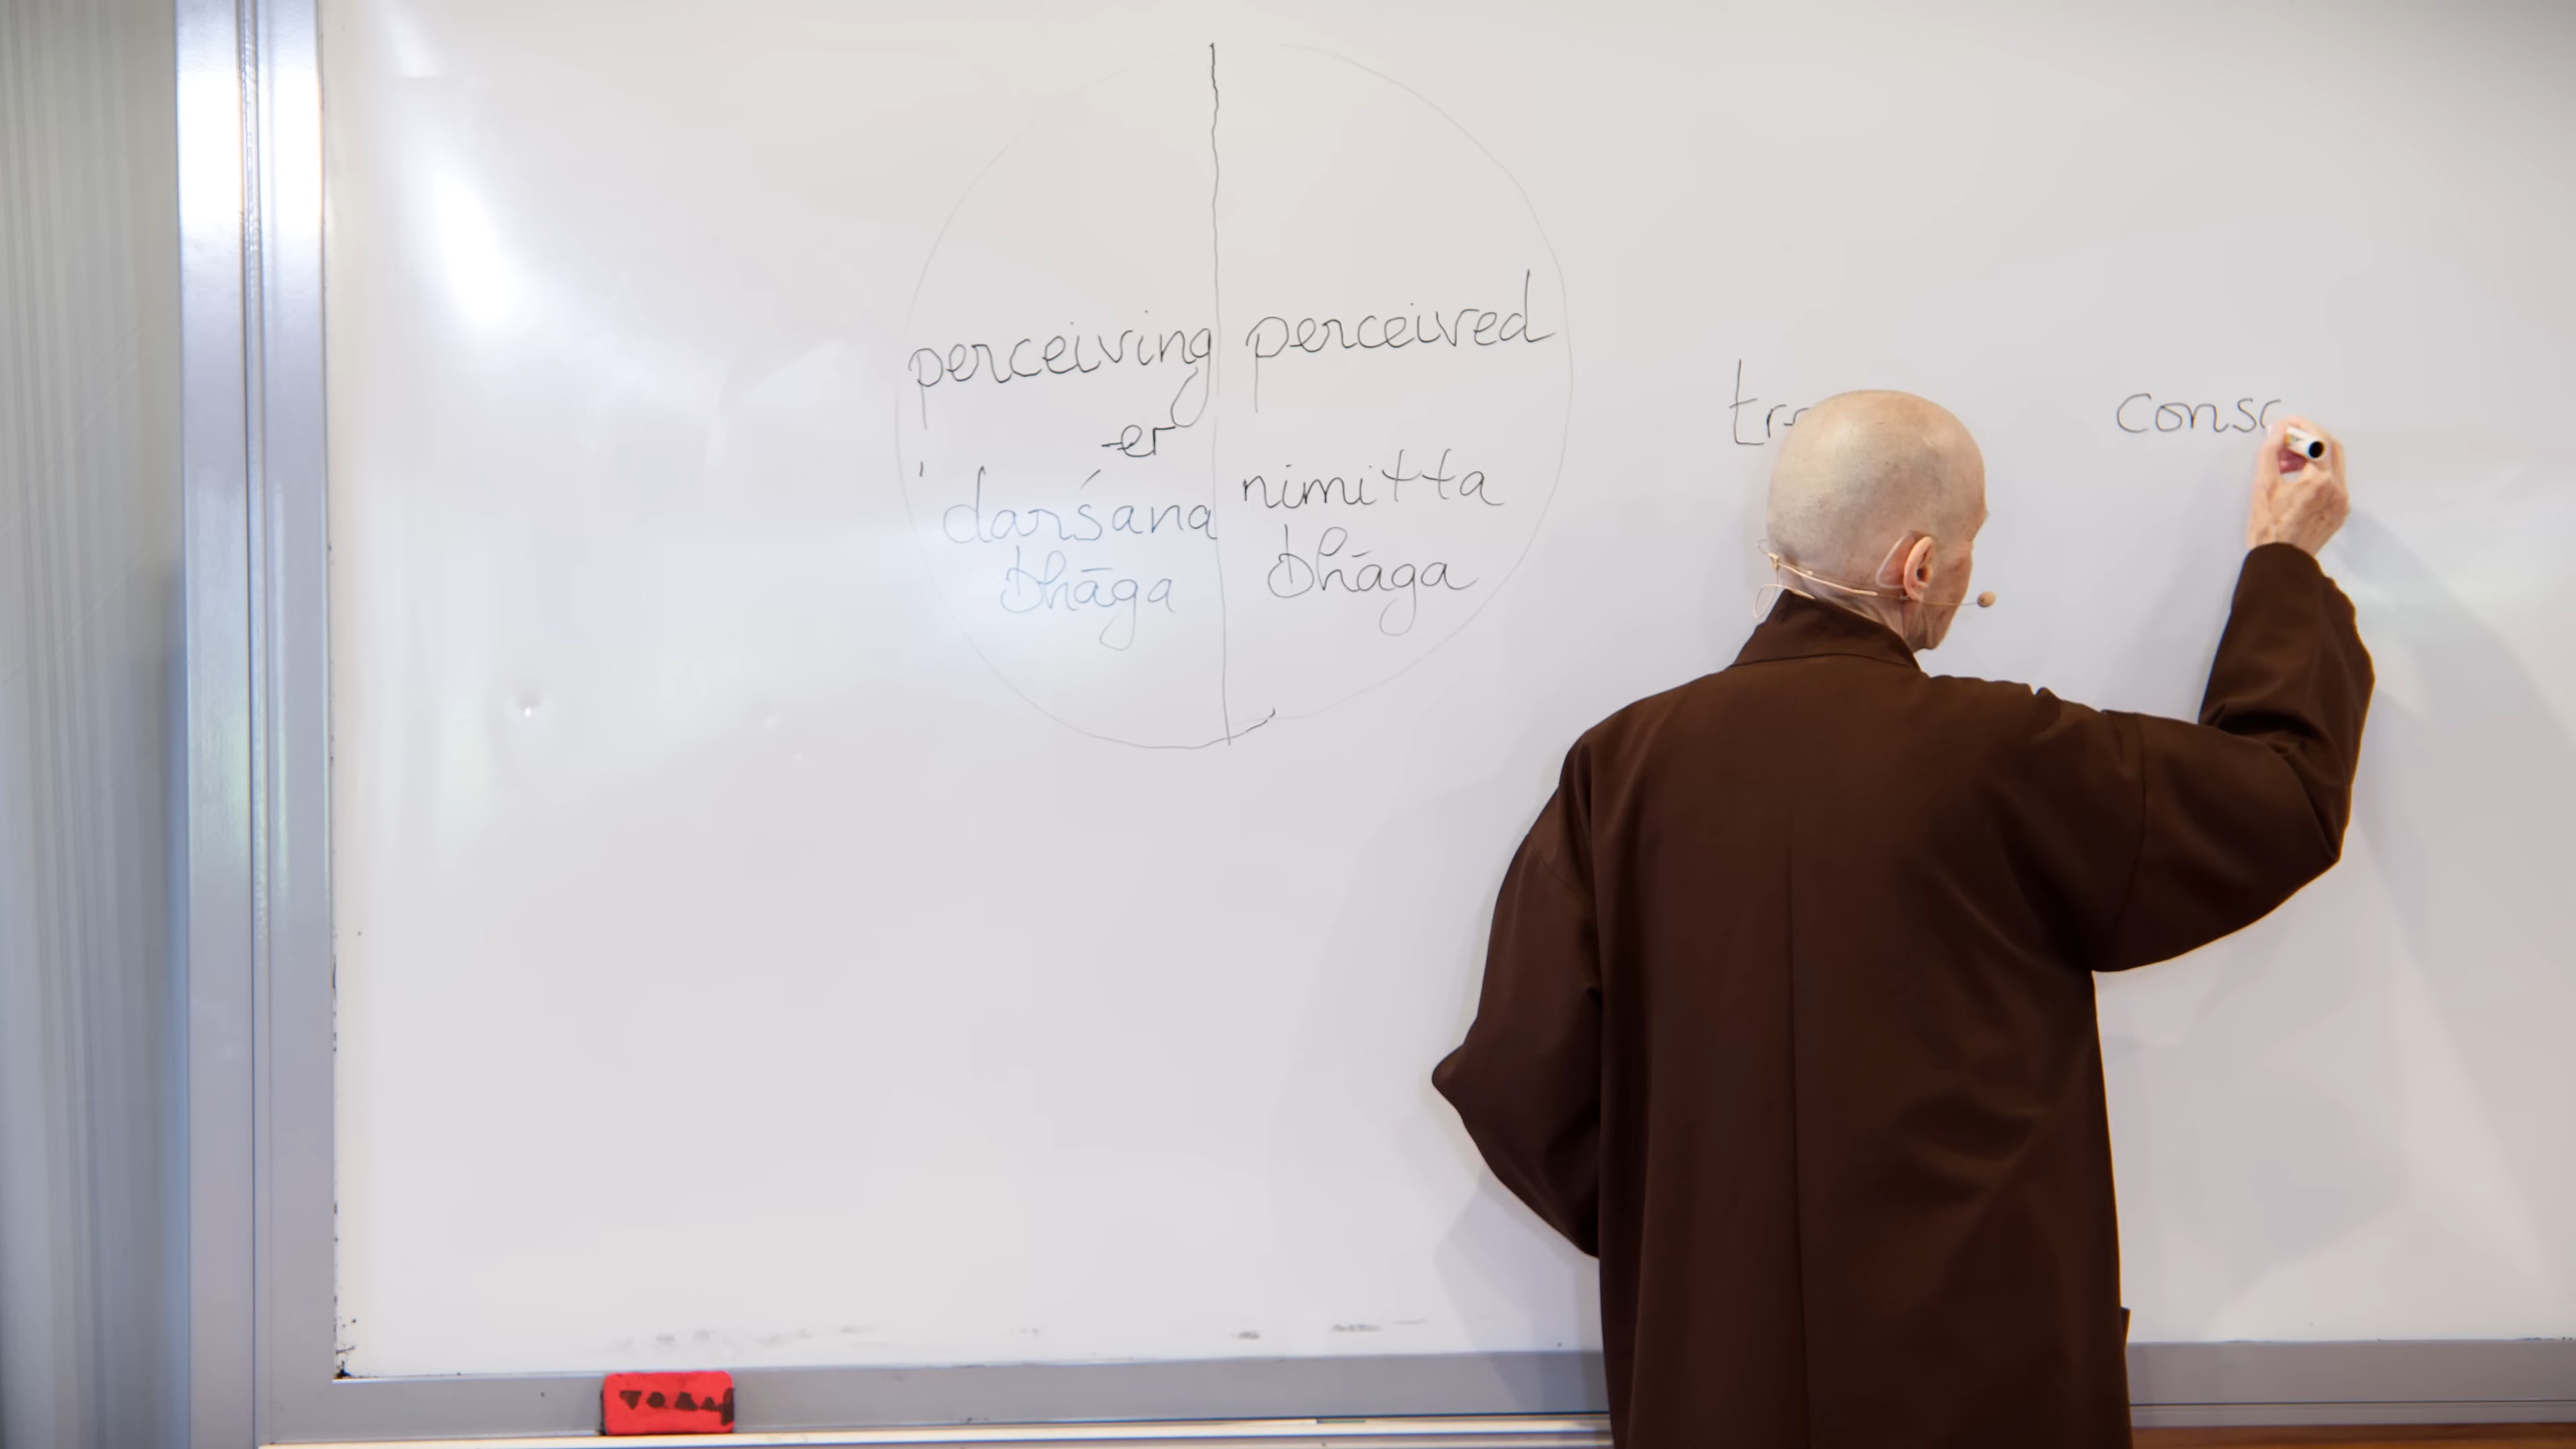 perceiving perceived
-er
darśana nimitta
bhāga bhāga